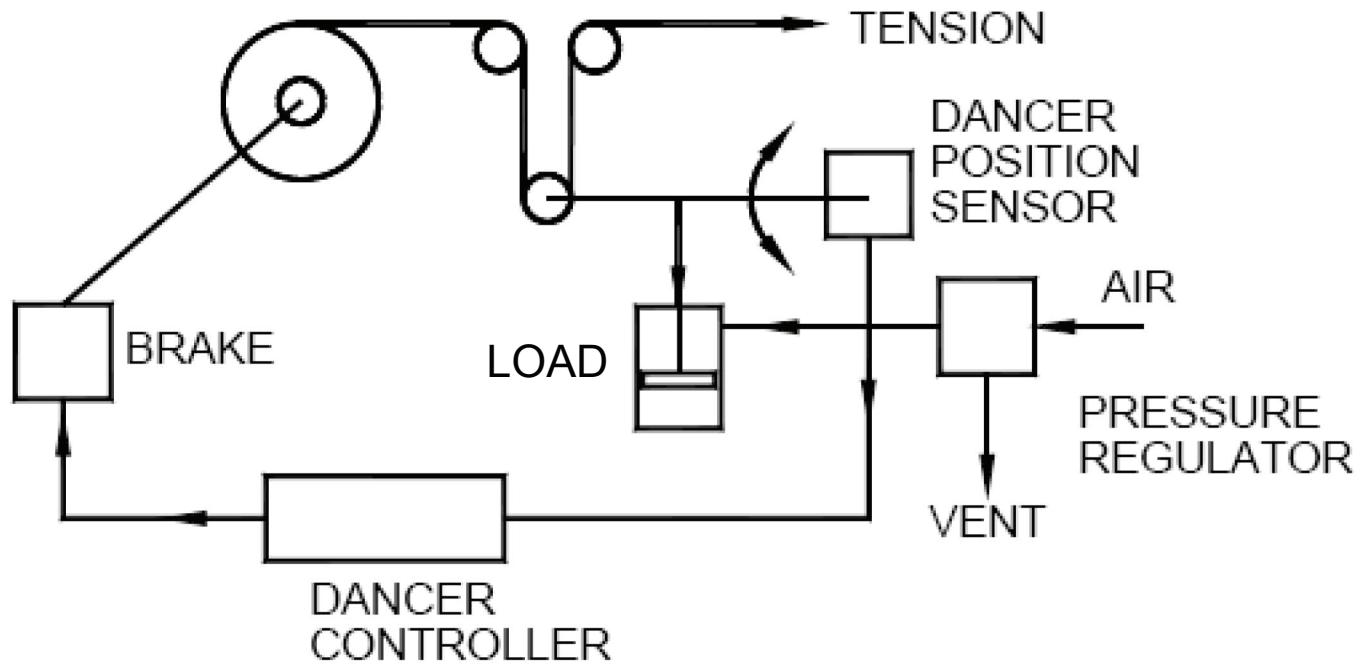 TENSION
DANCER
POSITION
SENSOR
AIR
BRAKE
LOAD
PRESSURE
REGULATOR
VENT
DANCER
CONTROLLER